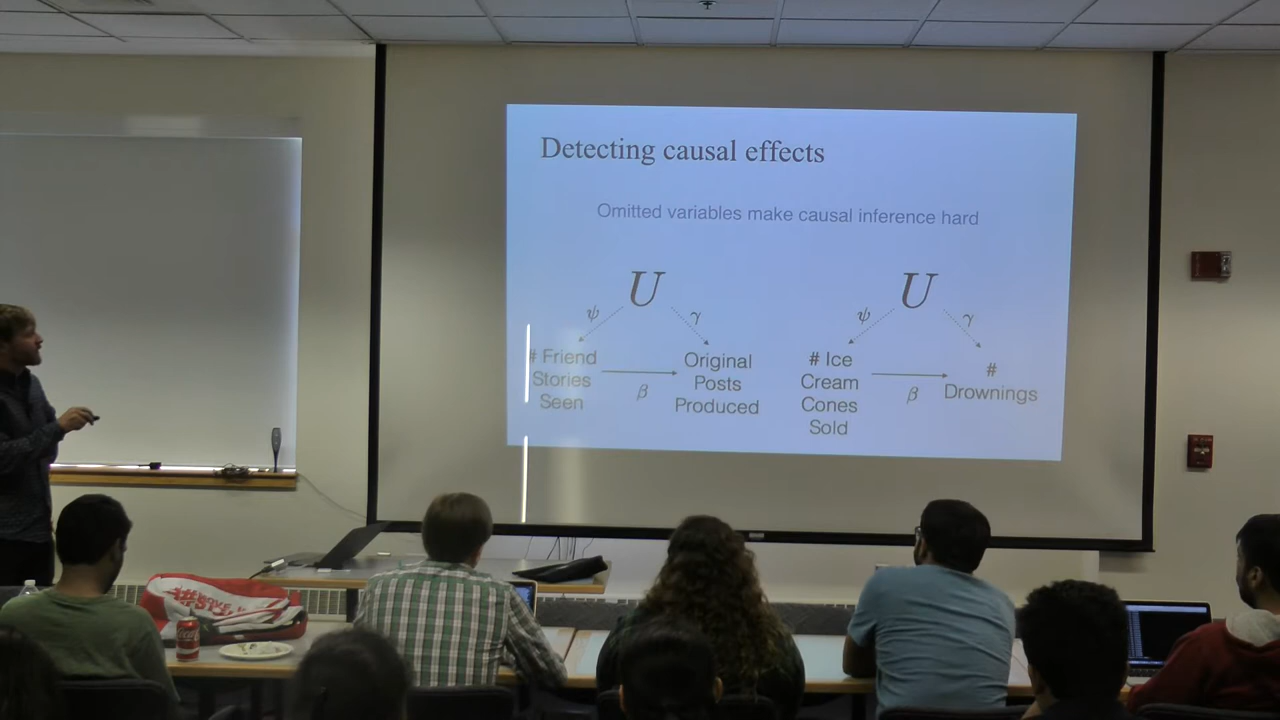 Detecting causal effects
Omitted variables make causal inference hard
U
ψ
γ
# Friend
Stories
Seen
β
Original
Posts
Produced
U
ψ
γ
# Ice
Cream
Cones
Sold
β
#
Drownings